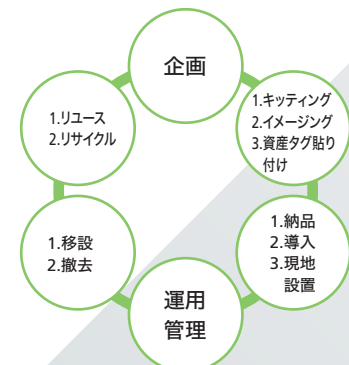 企画
1.キッティング
2.イメージング
3.資産タグ貼り
付け
1.納品
2.導入
3.現地
設置
運用
管理
1.移設
2.撤去
1.リユース
2.リサイクル